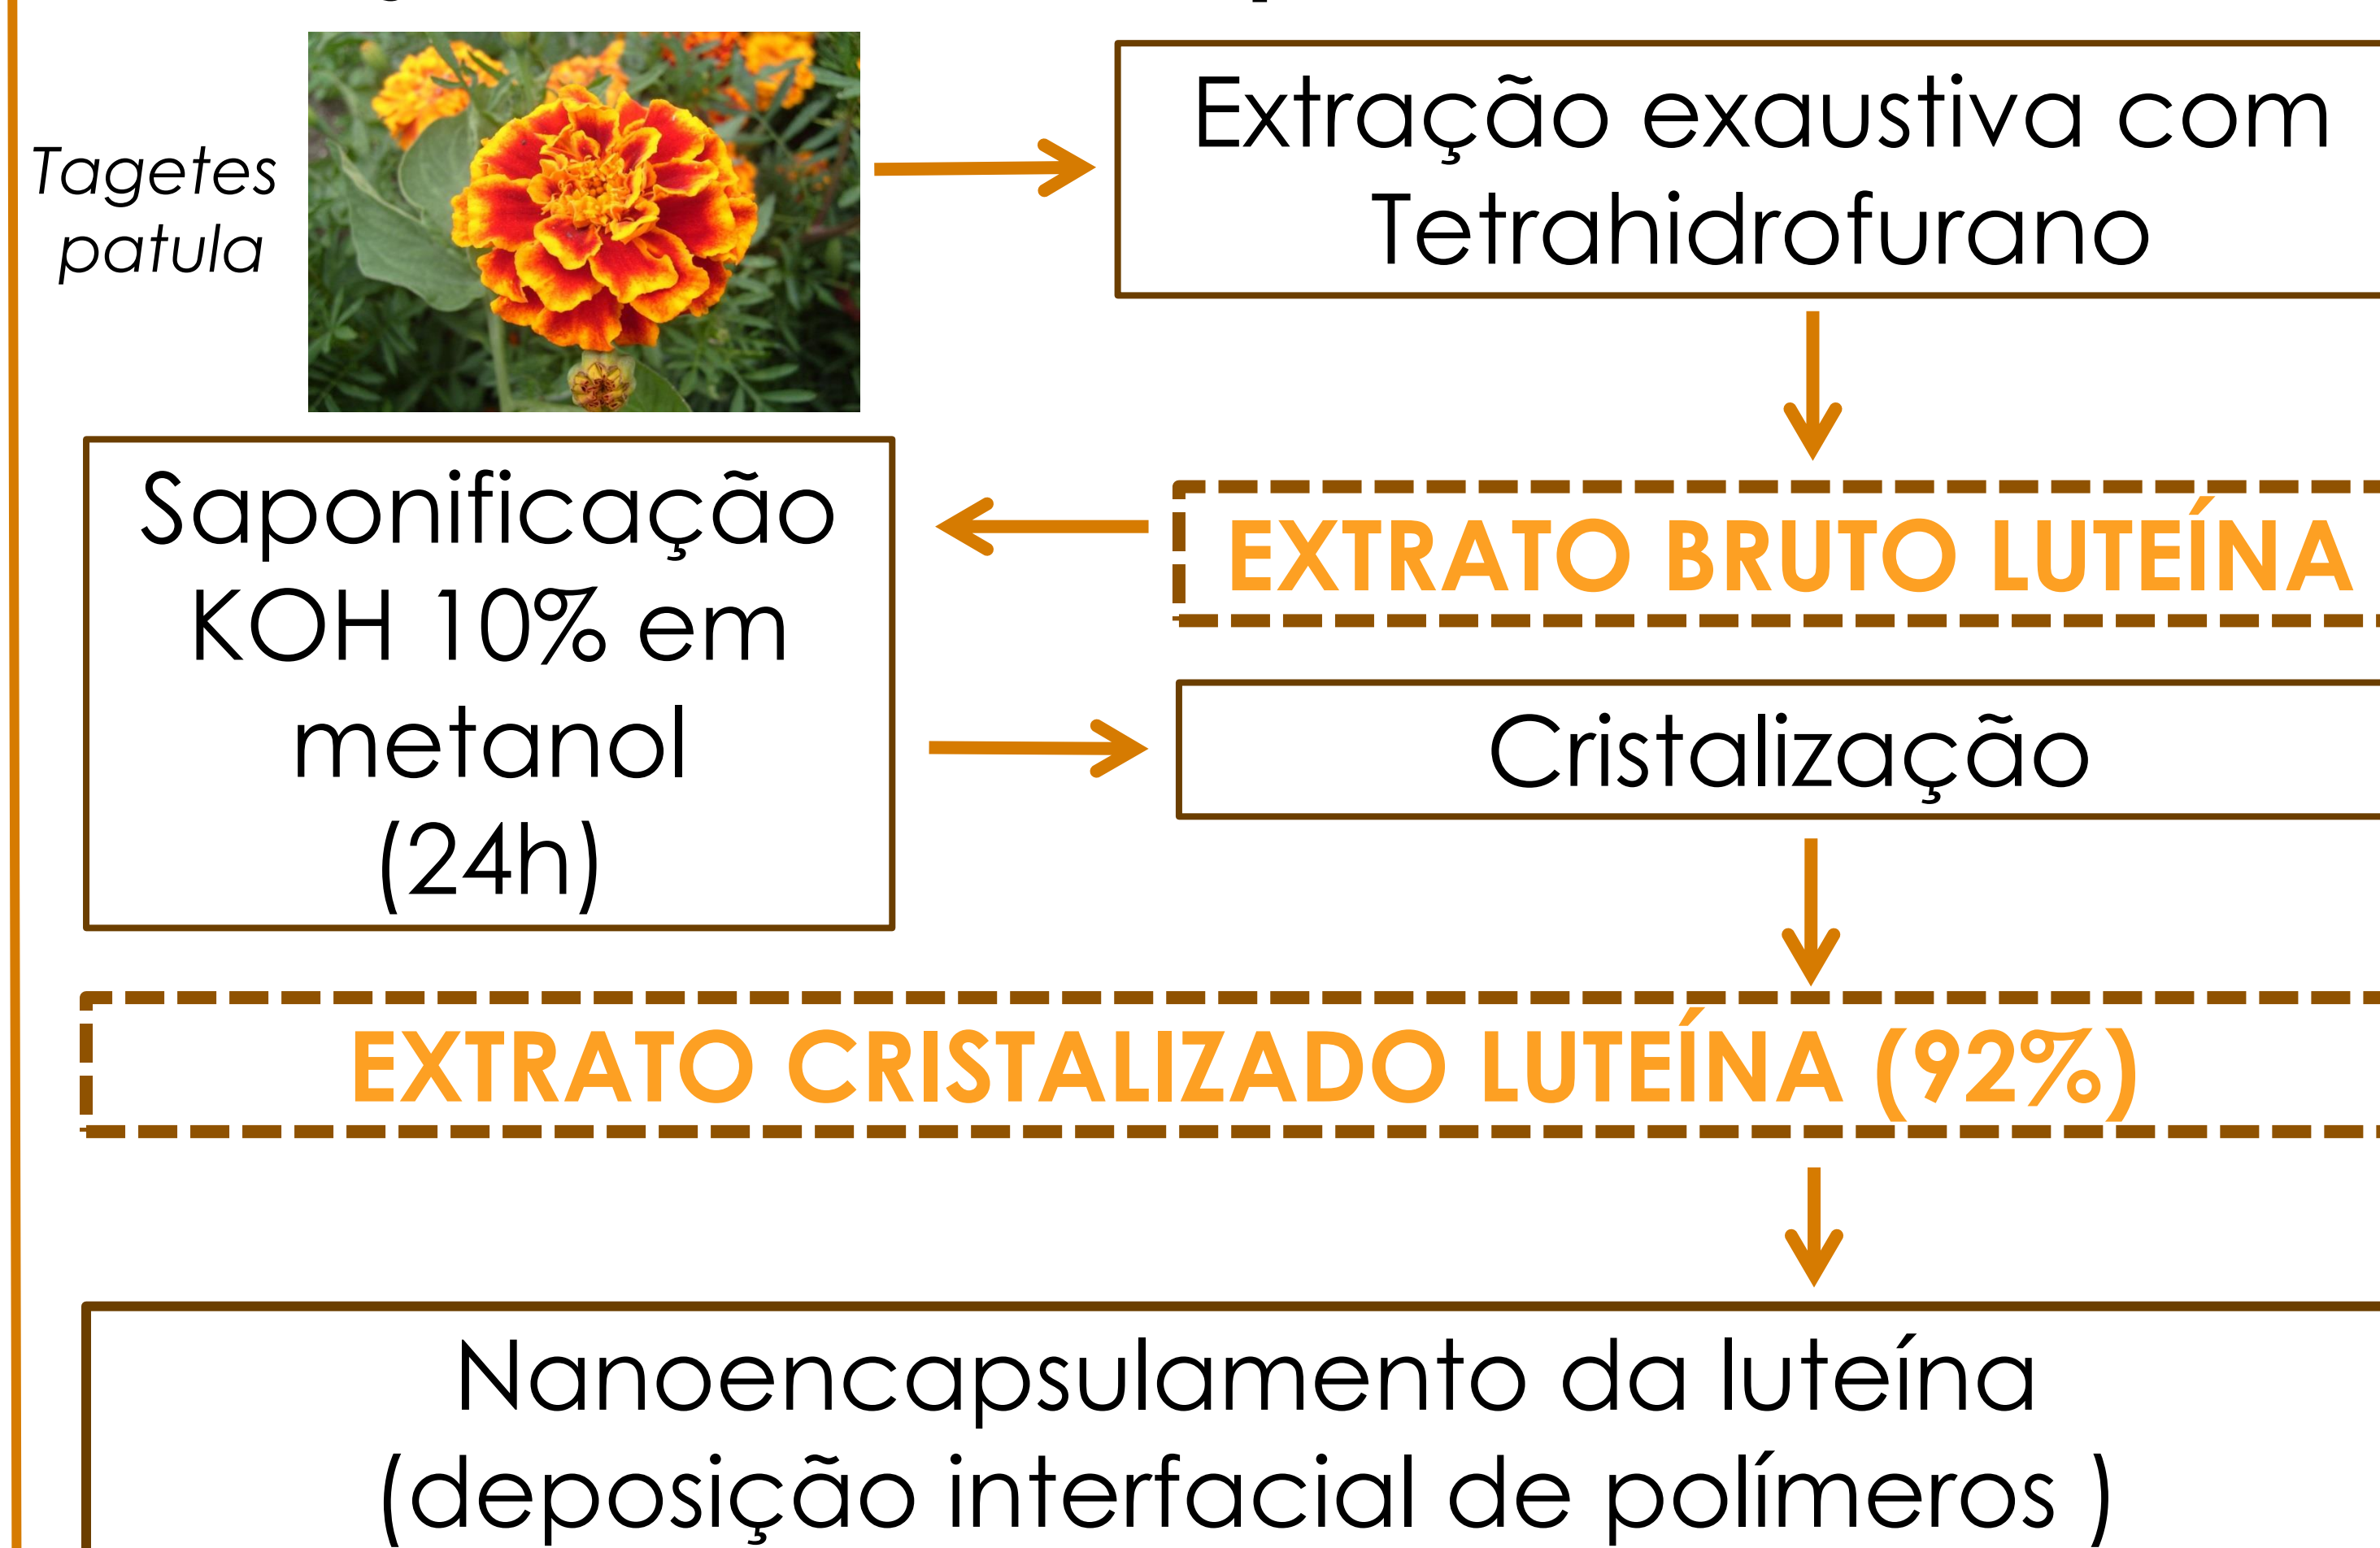 Tagetes
patula
Extração exaustiva com
Tetrahidrofurano
EXTRATO BRUTO LUTEÍNA
Saponificação
KOH 10% em
metanol
(24h)
Cristalização
EXTRATO CRISTALIZADO LUTEÍNA (92%)
Nanoencapsulamento da luteína
(deposição interfacial de polímeros )